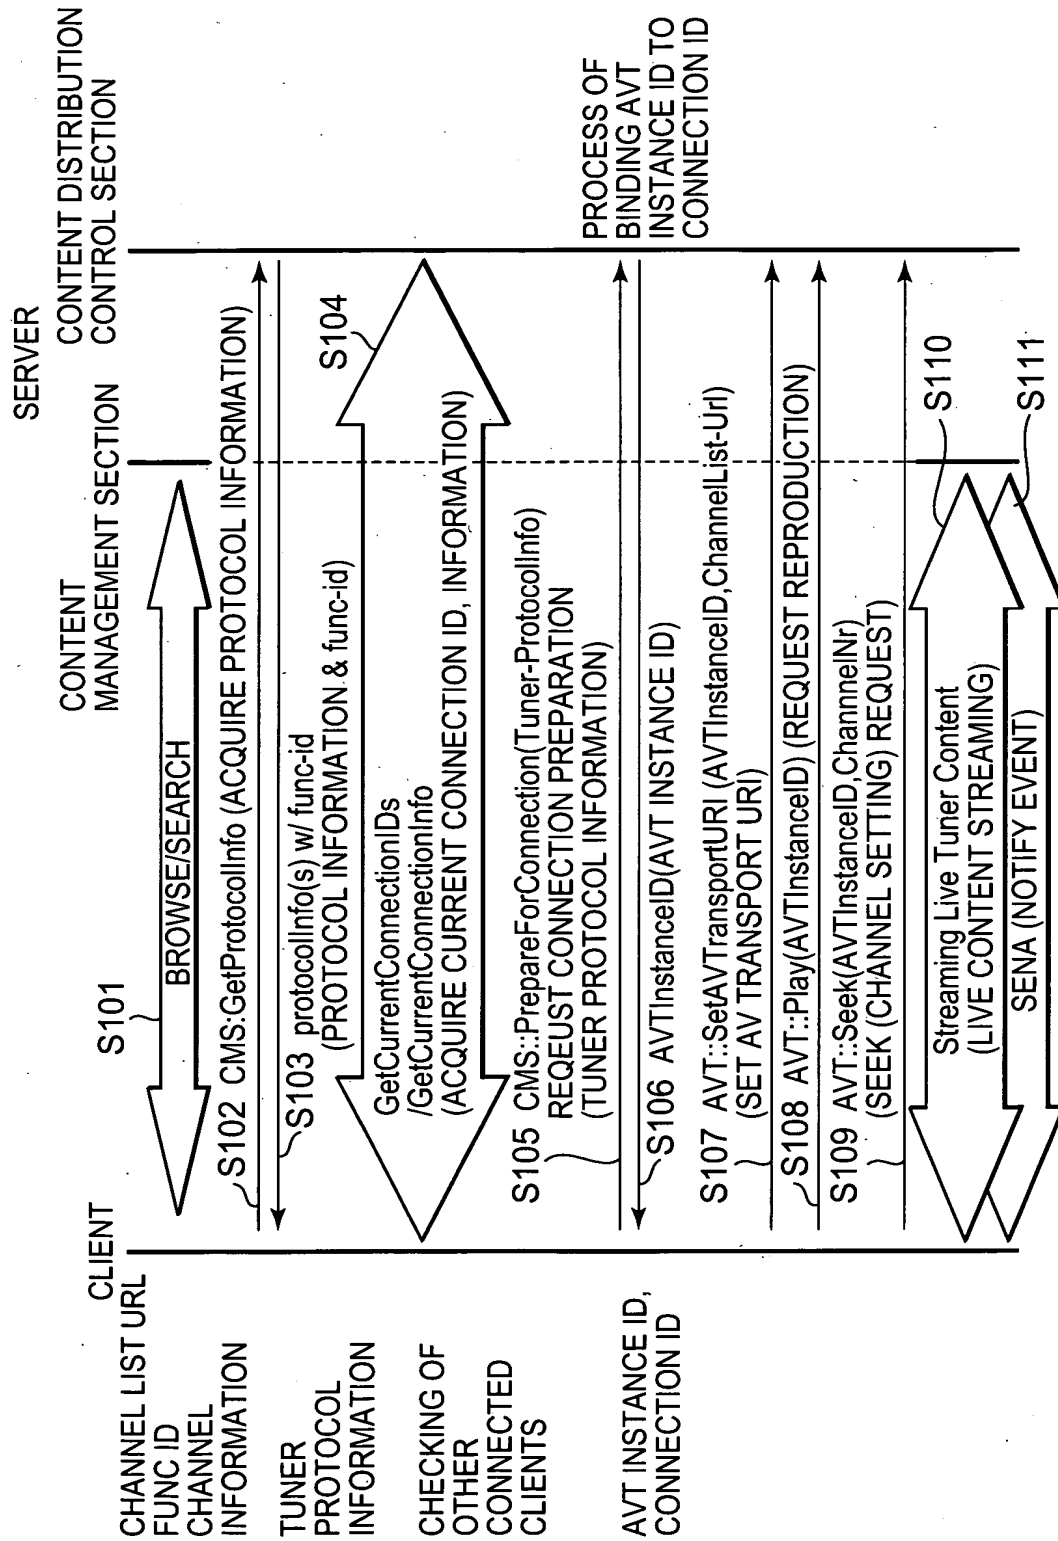 SERVER
CLIENT
CONTENT
MANAGEMENT SECTION
CONTENT DISTRIBUTION
CONTROL SECTION
CHANNEL LIST URL
FUNC ID
CHANNEL
INFORMATION
S101
BROWSE/SEARCH
S102 CMS:GetProtocolInfo (ACQUIRE PROTOCOL INFORMATION)
TUNER
PROTOCOL
INFORMATION
S103 protocolInfo(s) w/ func-id
(PROTOCOL INFORMATION & func-id)
S104
CHECKING OF
OTHER
CONNECTED
CLIENTS
GetCurrentConnectionIDs
/GetCurrentConnectionInfo
(ACQUIRE CURRENT CONNECTION ID, INFORMATION)
S105 CMS::PrepareForConnection(Tuner-ProtocolInfo)
REQEUST CONNECTION PREPARATION
(TUNER PROTOCOL INFORMATION)
PROCESS OF
BINDING AVT
INSTANCE ID TO
CONNECTION ID
AVT INSTANCE ID,
CONNECTION ID
S106 AVTInstanceID(AVT INSTANCE ID)
S107 AVT::SetAVTransportURI (AVTInstanceID,ChannelList-Url)
(SET AV TRANSPORT URI)
S108 AVT::Play(AVTInstanceID) (REQUEST REPRODUCTION)
S109 AVT::Seek(AVTInstanceID,ChannnelNr)
(SEEK (CHANNEL SETTING) REQUEST)
S110
Streaming Live Tuner Content
(LIVE CONTENT STREAMING)
S111
SENA (NOTIFY EVENT)